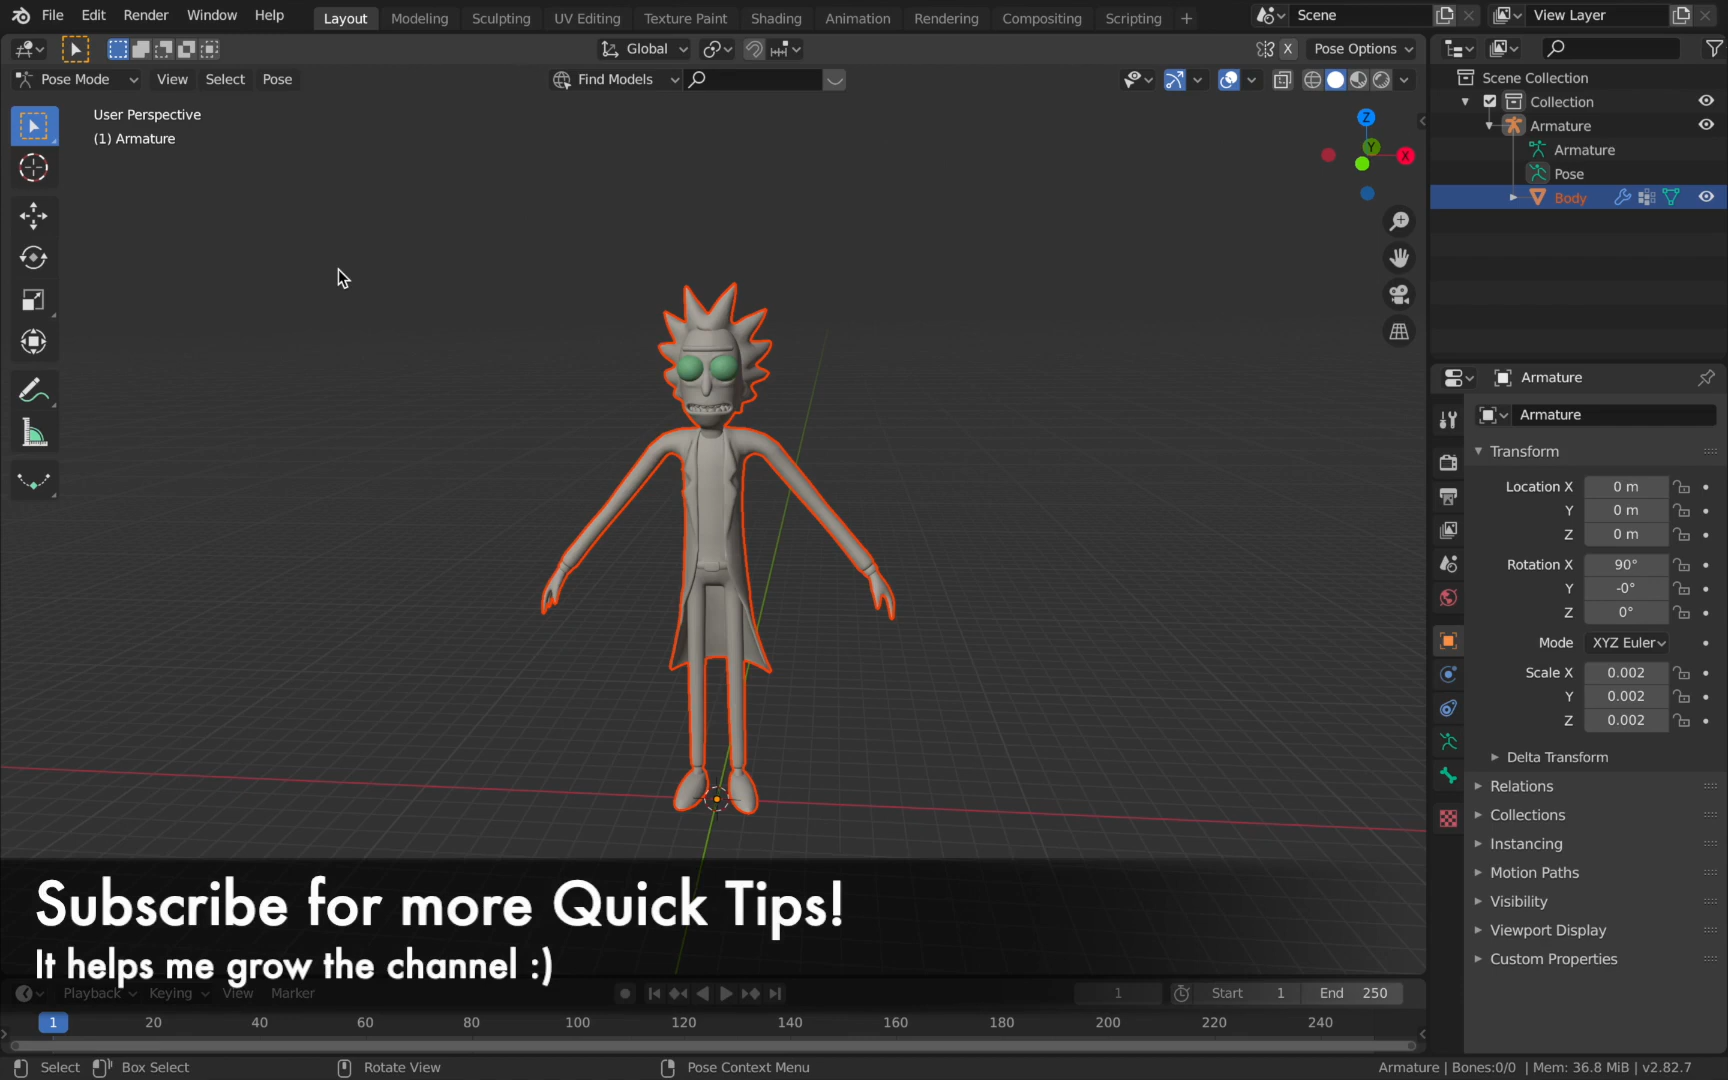 File Edit Render Window Help Layout Modeling Sculpting UV Editing Texture Paint Shading Animation Rendering Compositing Scripting + Scene View Layer
Global X Pose Options
Pose Mode View Select Pose Find Models
User Perspective
(1) Armature
Z
Y
X
Scene Collection
Collection
Armature
Armature
Pose
Body
Armature
Armature
Transform
Location X 0 m
Y 0 m
Z 0 m
Rotation X 90°
Y -0°
Z 0°
Mode XYZ Euler
Scale X 0.002
Y 0.002
Z 0.002
Delta Transform
Relations
Collections
Instancing
Motion Paths
Visibility
Viewport Display
Custom Properties
Subscribe for more Quick Tips!
It helps me grow the channel :)
Playback Keying View Marker 1 Start 1 End 250
1 20 40 60 80 100 120 140 160 180 200 220 240
Select Box Select Rotate View Pose Context Menu Armature | Bones:0/0 | Mem: 36.8 MiB | v2.82.7